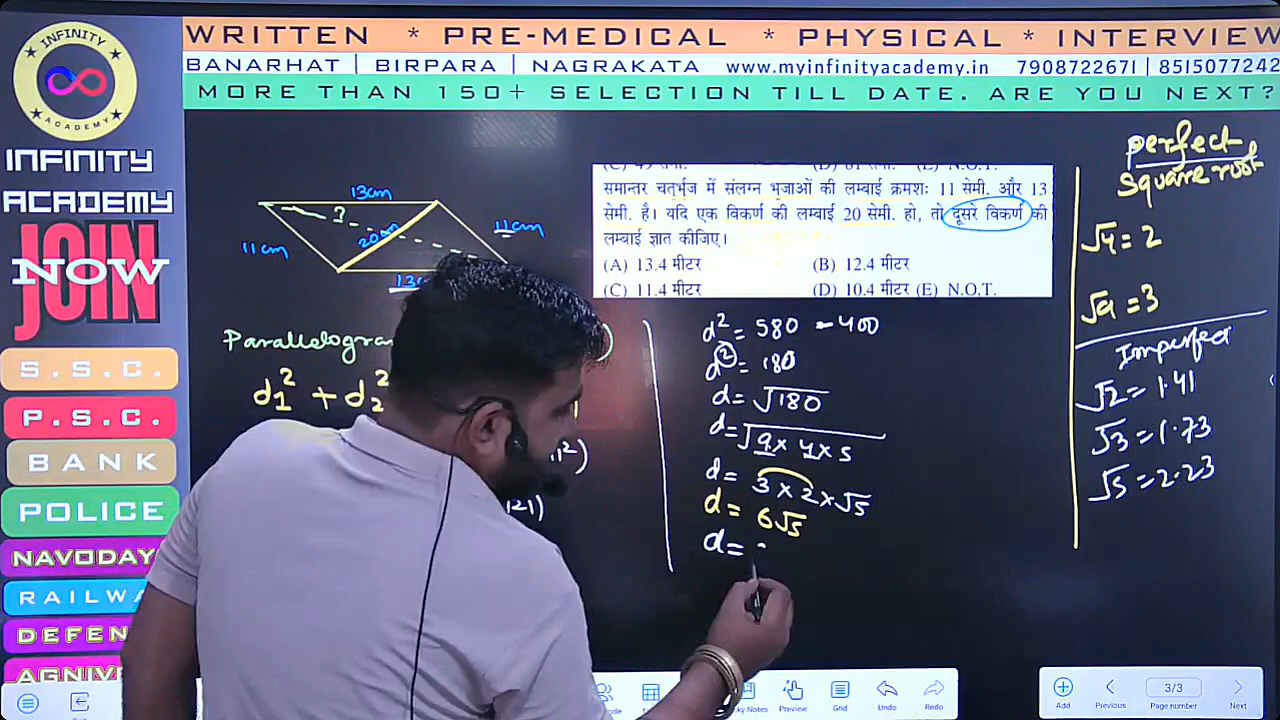 WRITTEN * PRE-MEDICAL * PHYSICAL * INTERVIEW
BANARHAT | BIRPARA | NAGRAKATA www.myinfinityacademy.in 7908722671 | 8515077242
MORE THAN 150+ SELECTION TILL DATE. ARE YOU NEXT?
INFINITY
ACADEMY
INFINITY
ACADEMY
NOW
JOIN
S.S.C.
P.S.C.
BANK
POLICE
NAVODAY
RAILWA
DEFEN
AGNIVE
13cm
?
20cm
11cm
11cm
13c
Parallelogra
d₁² + d₂²
121)
समान्तर चतुर्भुज में संलग्न भुजाओं की लम्बाई क्रमशः 11 सेमी. और 13
सेमी. है। यदि एक विकर्ण की लम्बाई 20 सेमी. हो, तो दूसरे विकर्ण की
लम्बाई ज्ञात कीजिए।
(A) 13.4 मीटर (B) 12.4 मीटर
(C) 11.4 मीटर (D) 10.4 मीटर (E) N.O.T.
d² = 580 - 400
d² = 180
d = √180
d = √9 x 4 x 5
d = 3 x 2 x √5
d = 6√5
d =
perfect
Square root
√4 = 2
√9 = 3
Imperfect
√2 = 1.41
√3 = 1.73
√5 = 2.23
Preview
Grid
Undo
Redo
Add
Previous
3/3
Page number
Next